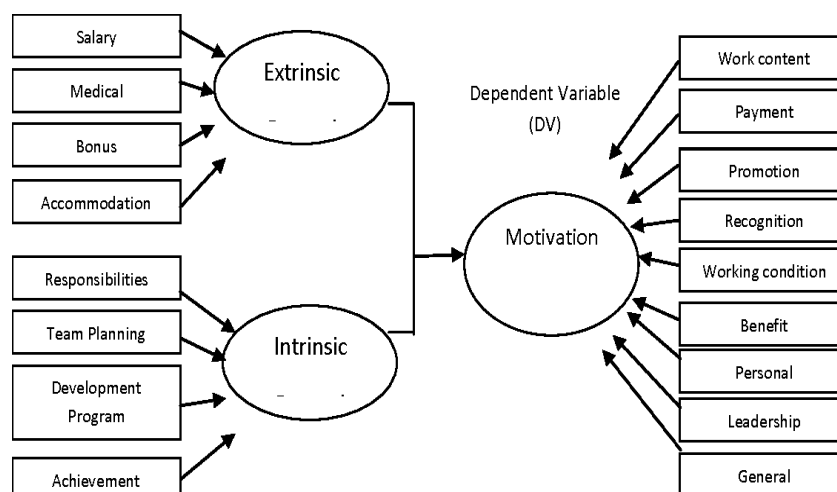 Salary
Medical
Bonus
Accommodation
Extrinsic
Responsibilities
Team Planning
Development
Program
Achievement
Intrinsic
Dependent Variable
(DV)
Motivation
Work content
Payment
Promotion
Recognition
Working condition
Benefit
Personal
Leadership
General